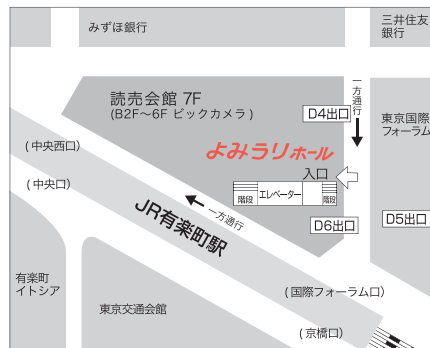 みずほ銀行
三井住友
銀行
読売会館 7F
(B2F〜6F ビックカメラ)
一方通行
D4出口
東京国際
フォーラム
よみうりホール
入口
(中央西口)
(中央口)
階段
エレベーター
階段
一方通行
JR有楽町駅
D6出口
D5出口
有楽町
イトシア
東京交通会館
(国際フォーラム口)
(京橋口)